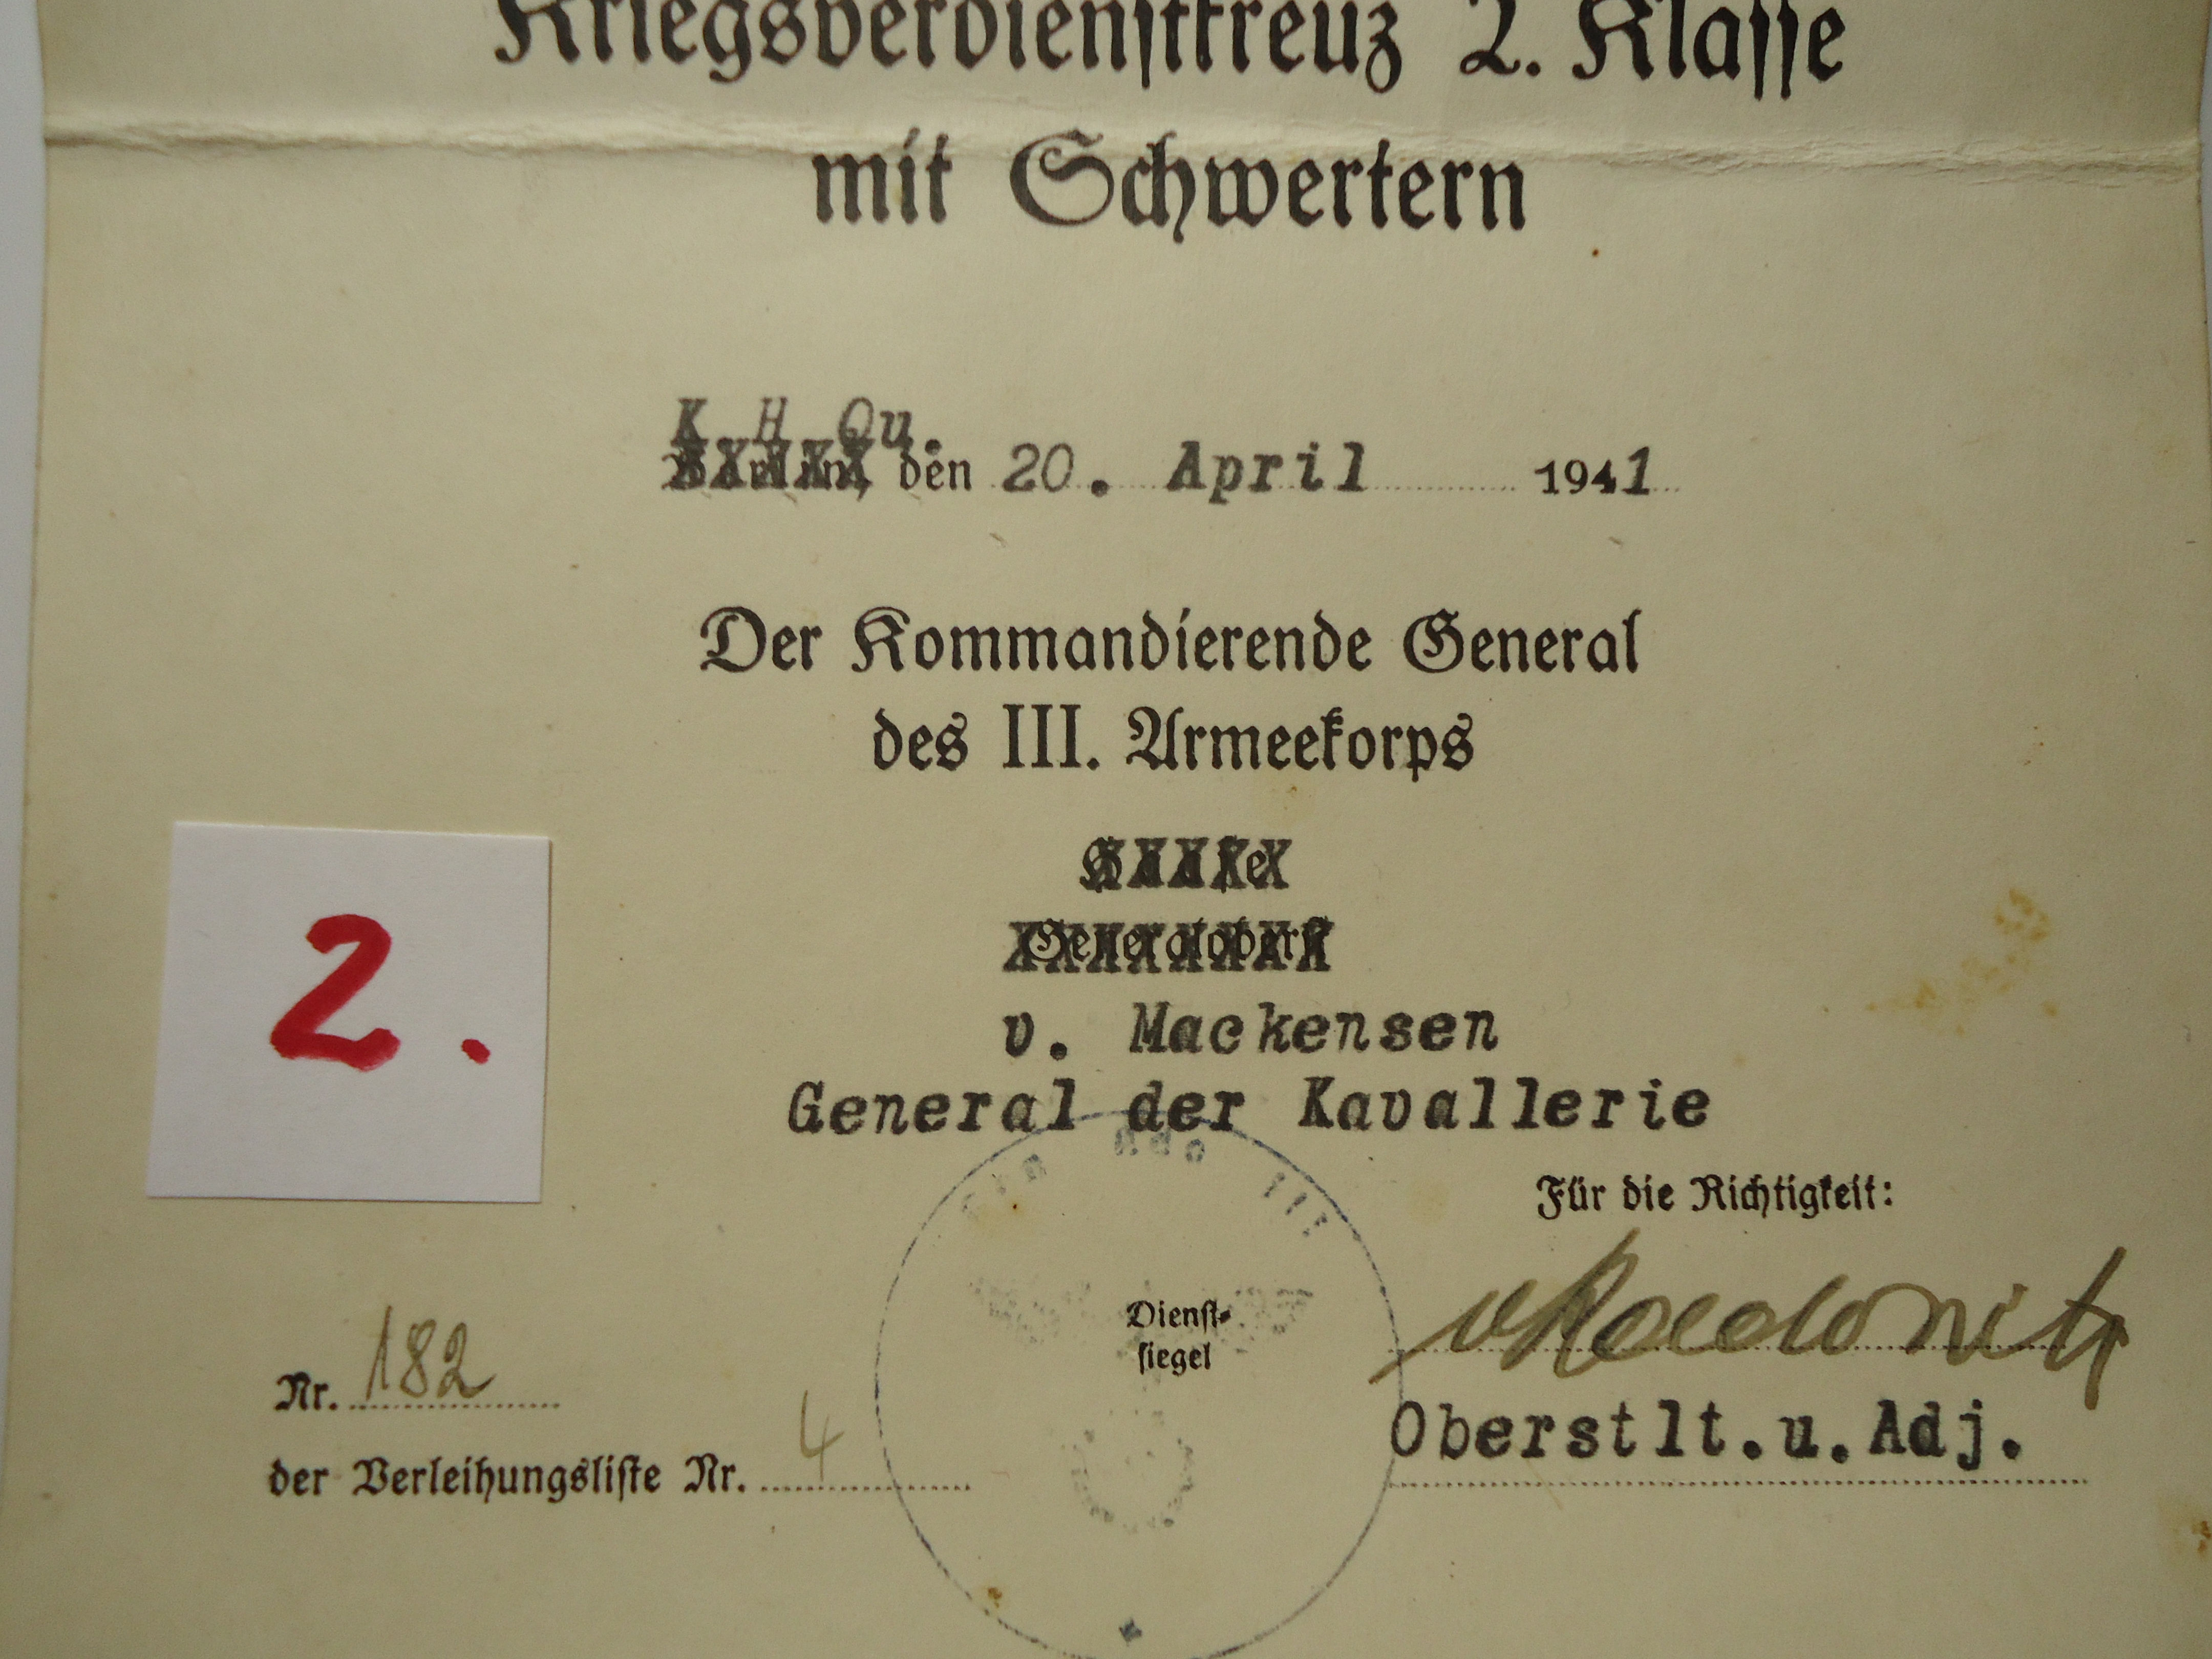 Kriegsverdienstkreuz 2. Klasse
mit Schwertern
K H Qu.
den 20. April 1941
Der Kommandierende General
des III. Armeekorps
v. Mackensen
General der Kavallerie
2.
Für die Richtigkeit:
Dienst-
siegel
Nr. 182
Oberstlt.u.Adj.
der Verleihungsliste Nr. 4